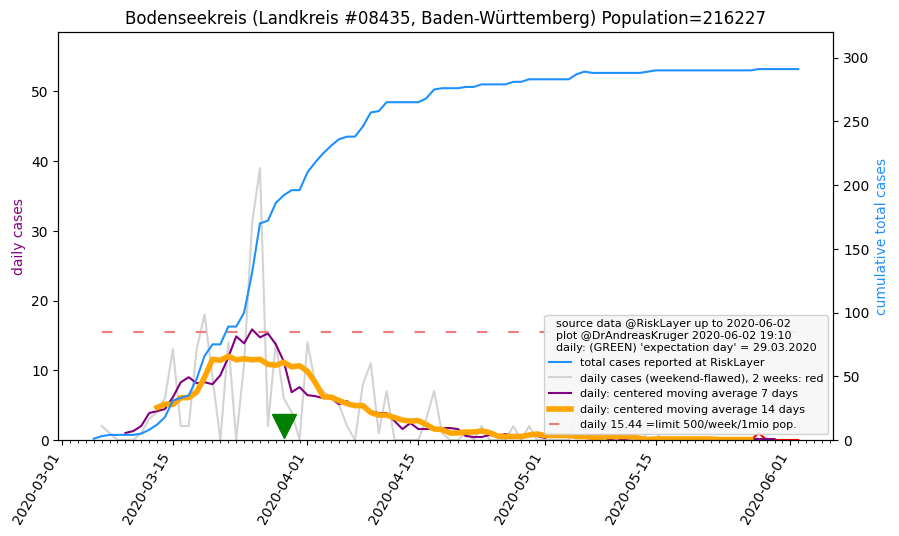 Bodenseekreis (Landkreis #08435, Baden-Württemberg) Population=216227
daily cases
50
40
30
20
10
0
300
250
200
150
100
50
0
cumulative total cases
source data @RiskLayer up to 2020-06-02
plot @DrAndreasKruger 2020-06-02 19:10
daily: (GREEN) 'expectation day' = 29.03.2020
total cases reported at RiskLayer
daily cases (weekend-flawed), 2 weeks: red
daily: centered moving average 7 days
daily: centered moving average 14 days
daily 15.44 =limit 500/week/1mio pop.
2020-03-01
2020-03-15
2020-04-01
2020-04-15
2020-05-01
2020-05-15
2020-06-01